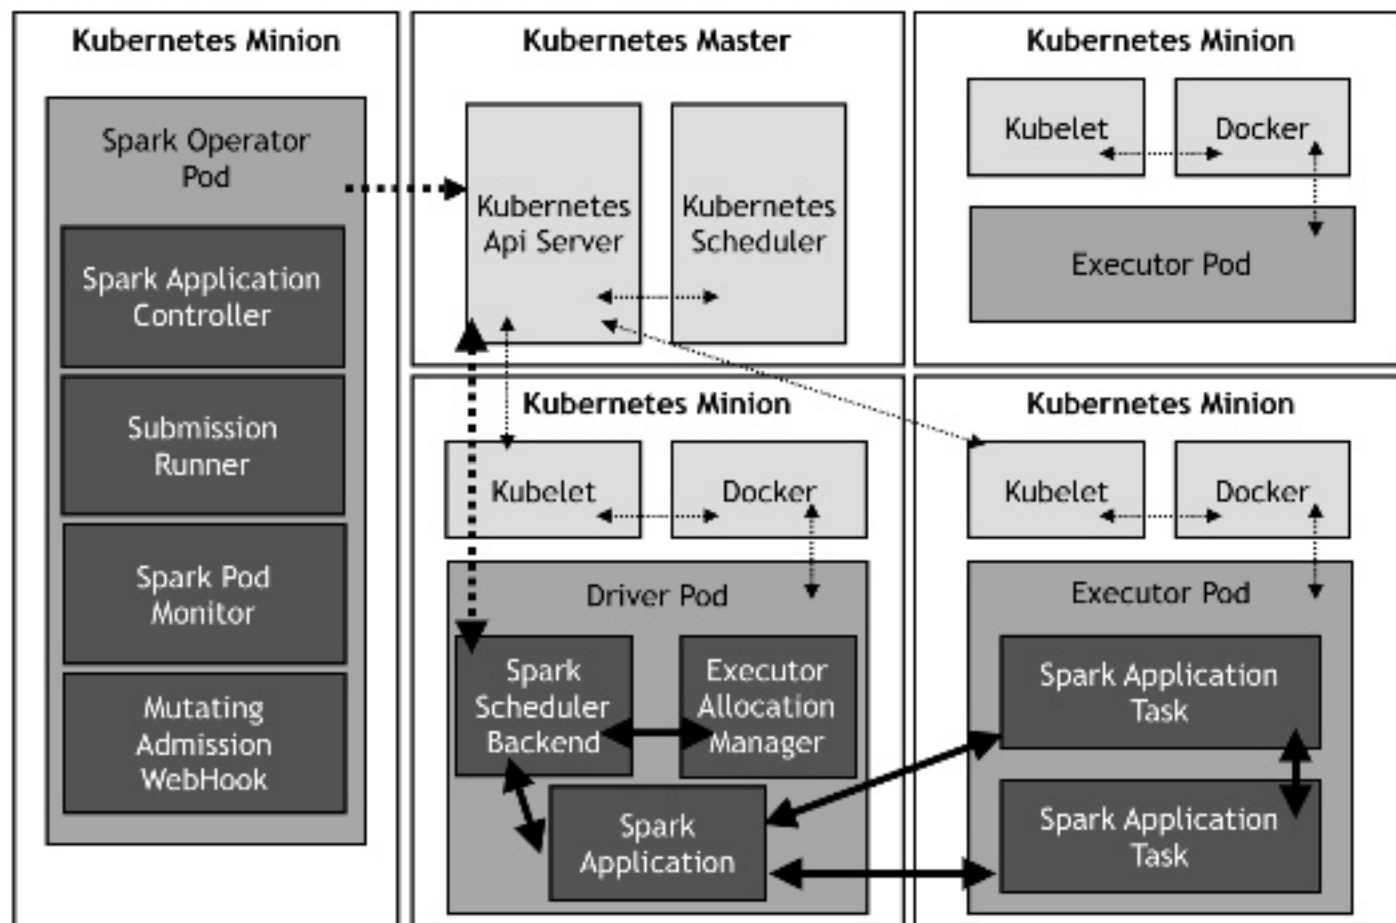 Kubernetes Minion
Spark Operator
Pod
Spark Application
Controller
Submission
Runner
Spark Pod
Monitor
Mutating
Admission
WebHook
Kubernetes Master
Kubernetes
Api Server
Kubernetes
Scheduler
Kubernetes Minion
Kubelet
Docker
Executor Pod
Kubernetes Minion
Kubelet
Docker
Driver Pod
Spark
Scheduler
Backend
Executor
Allocation
Manager
Spark
Application
Kubernetes Minion
Kubelet
Docker
Executor Pod
Spark Application
Task
Spark Application
Task